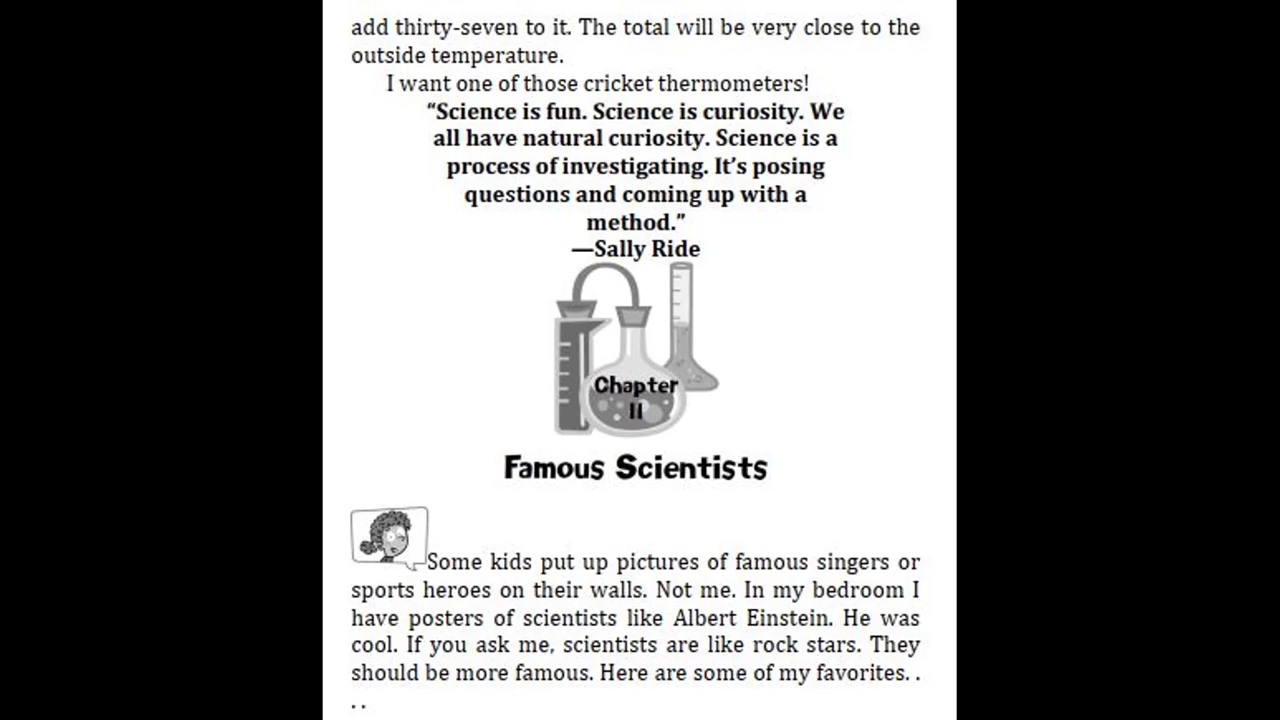 add thirty-seven to it. The total will be very close to the
outside temperature.
I want one of those cricket thermometers!
“Science is fun. Science is curiosity. We
all have natural curiosity. Science is a
process of investigating. It’s posing
questions and coming up with a
method.”
—Sally Ride
Chapter
II
Famous Scientists
Some kids put up pictures of famous singers or
sports heroes on their walls. Not me. In my bedroom I
have posters of scientists like Albert Einstein. He was
cool. If you ask me, scientists are like rock stars. They
should be more famous. Here are some of my favorites. .
. .